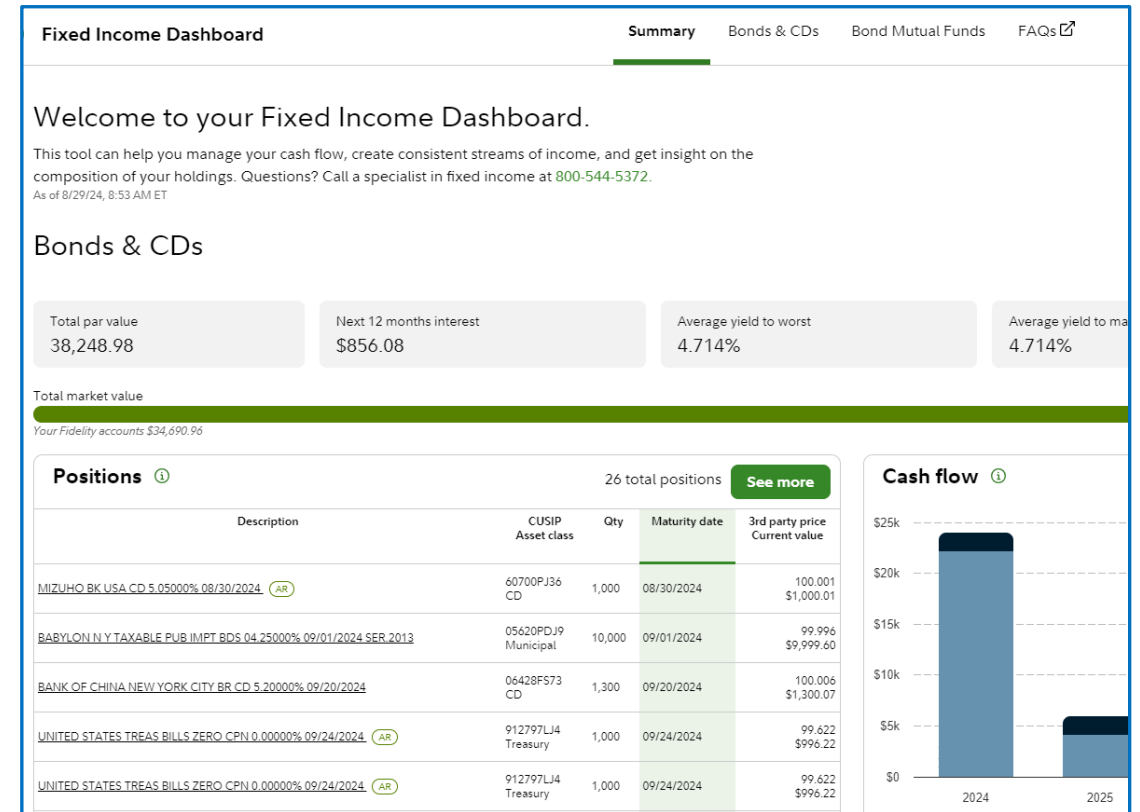 Fixed Income Dashboard
Summary
Bonds & CDs
Bond Mutual Funds
FAQs
Welcome to your Fixed Income Dashboard.
This tool can help you manage your cash flow, create consistent streams of income, and get insight on the
composition of your holdings. Questions? Call a specialist in fixed income at 800-544-5372.
As of 8/29/24, 8:53 AM ET
Bonds & CDs
Total par value
38,248.98
Next 12 months interest
$856.08
Average yield to worst
4.714%
Average yield to ma
4.714%
Total market value
Your Fidelity accounts $34,690.96
Positions
26 total positions
See more
Description
CUSIP
Asset class
Qty
Maturity date
3rd party price
Current value
MIZUHO BK USA CD 5.05000% 08/30/2024 AR
60700PJ36
CD
1,000
08/30/2024
100.001
$1,000.01
BABYLON N Y TAXABLE PUB IMPT BDS 04.25000% 09/01/2024 SER.2013
05620PDJ9
Municipal
10,000
09/01/2024
99.996
$9,999.60
BANK OF CHINA NEW YORK CITY BR CD 5.20000% 09/20/2024
06428FS73
CD
1,300
09/20/2024
100.006
$1,300.07
UNITED STATES TREAS BILLS ZERO CPN 0.00000% 09/24/2024 AR
912797LJ4
Treasury
1,000
09/24/2024
99.622
$996.22
UNITED STATES TREAS BILLS ZERO CPN 0.00000% 09/24/2024 AR
912797LJ4
Treasury
1,000
09/24/2024
99.622
$996.22
Cash flow
$25k
$20k
$15k
$10k
$5k
$0
2024
2025